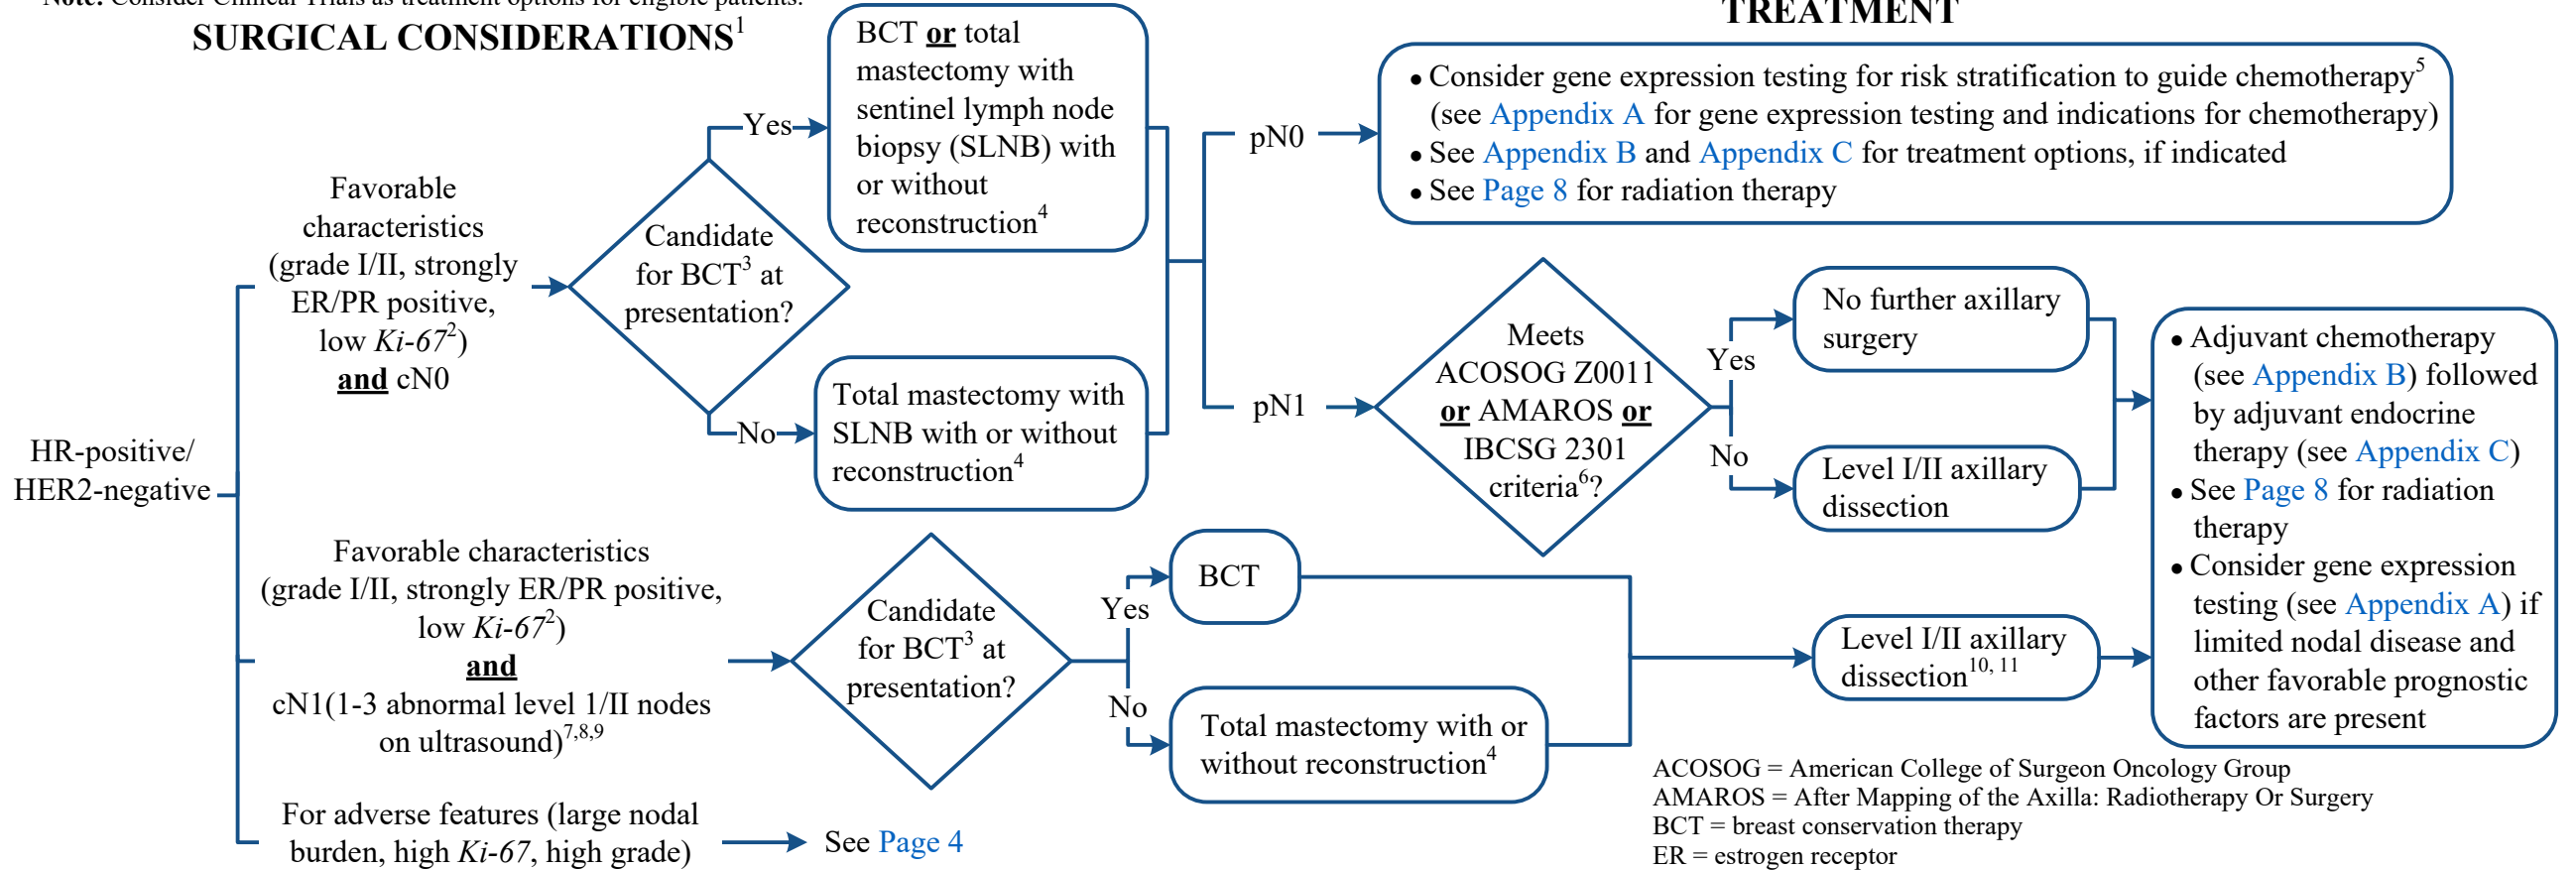 Note: Consider Clinical Trials as treatment options for eligible patients.
SURGICAL CONSIDERATIONS1
TREATMENT
HR-positive/
HER2-negative
Favorable
characteristics
(grade I/II, strongly
ER/PR positive,
low Ki-672)
and cN0
Candidate
for BCT3 at
presentation?
Yes
BCT or total
mastectomy with
sentinel lymph node
biopsy (SLNB) with
or without
reconstruction4
No
Total mastectomy with
SLNB with or without
reconstruction4
pN0
• Consider gene expression testing for risk stratification to guide chemotherapy5
(see Appendix A for gene expression testing and indications for chemotherapy)
• See Appendix B and Appendix C for treatment options, if indicated
• See Page 8 for radiation therapy
pN1
Meets
ACOSOG Z0011
or AMAROS or
IBCSG 2301
criteria6?
Yes
No further axillary
surgery
No
Level I/II axillary
dissection
• Adjuvant chemotherapy
(see Appendix B) followed
by adjuvant endocrine
therapy (see Appendix C)
• See Page 8 for radiation
therapy
• Consider gene expression
testing (see Appendix A) if
limited nodal disease and
other favorable prognostic
factors are present
Favorable characteristics
(grade I/II, strongly ER/PR positive,
low Ki-672)
and
cN1(1-3 abnormal level 1/II nodes
on ultrasound)7,8,9
Candidate
for BCT3 at
presentation?
Yes
BCT
No
Total mastectomy with or
without reconstruction4
Level I/II axillary
dissection10, 11
For adverse features (large nodal
burden, high Ki-67, high grade)
See Page 4
ACOSOG = American College of Surgeon Oncology Group
AMAROS = After Mapping of the Axilla: Radiotherapy Or Surgery
BCT = breast conservation therapy
ER = estrogen receptor